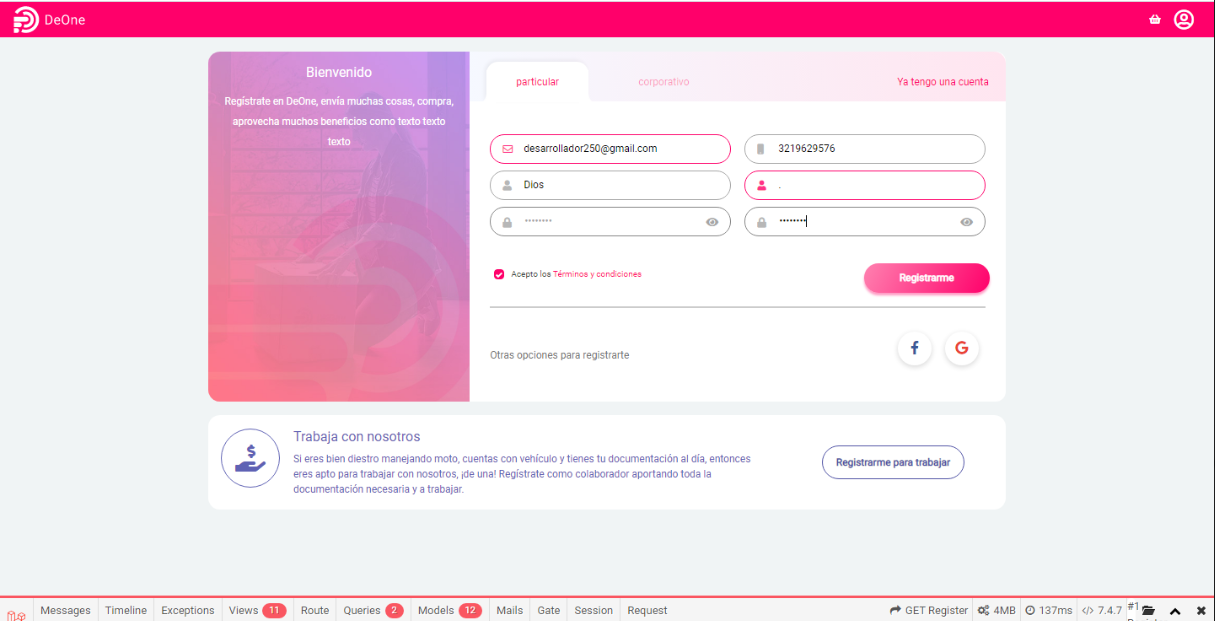 DeOne
Bienvenido
Regístrate en DeOne, envía muchas cosas, compra,
aprovecha muchos beneficios como texto texto
texto
particular
corporativo
Ya tengo una cuenta
desarrollador250@gmail.com
3219629576
Dios
.
Acepto los Términos y condiciones
Registrarme
Otras opciones para registrarte
f
G
Trabaja con nosotros
Si eres bien diestro manejando moto, cuentas con vehículo y tienes tu documentación al día, entonces
eres apto para trabajar con nosotros, ¡de una! Regístrate como colaborador aportando toda la
documentación necesaria y a trabajar.
Registrarme para trabajar
Messages Timeline Exceptions Views 11 Route Queries 2 Models 12 Mails Gate Session Request
GET Register 4MB 137ms 7.4.7 #1